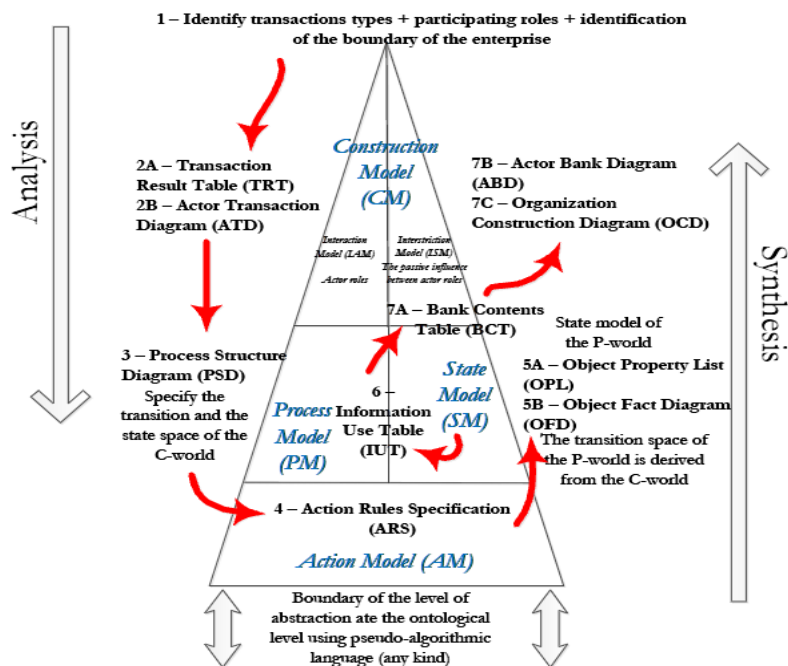 1 – Identify transactions types + participating roles + identification
of the boundary of the enterprise
Analysis
2A – Transaction
Result Table (TRT)
2B – Actor Transaction
Diagram (ATD)
Construction
Model
(CM)
7B – Actor Bank Diagram
(ABD)
7C – Organization
Construction Diagram (OCD)
Interaction
Model (IAM)
Actor roles
Interstriction
Model (ISM)
The passive influence
between actor roles
Synthesis
7A – Bank Contents
Table (BCT)
State model of
the P-world
3 – Process Structure
Diagram (PSD)
Specify the
transition and the
state space of the
C-world
5A – Object Property List
(OPL)
5B – Object Fact Diagram
(OFD)
The transition space of
the P-world is derived
from the C-world
State
Model
(SM)
Process
Model
(PM)
6 –
Information
Use Table
(IUT)
4 – Action Rules Specification
(ARS)
Action Model (AM)
Boundary of the level of
abstraction ate the ontological
level using pseudo-algorithmic
language (any kind)